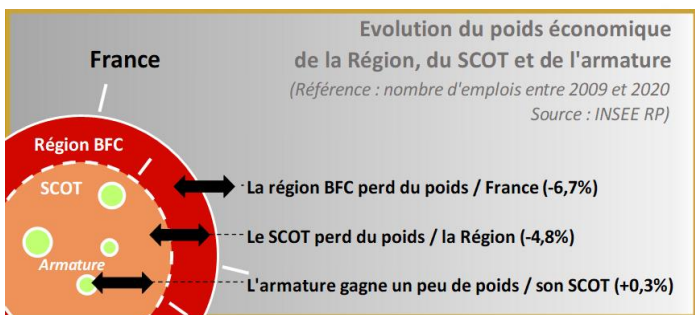 Evolution du poids économique
de la Région, du SCOT et de l'armature
(Référence : nombre d'emplois entre 2009 et 2020
Source : INSEE RP)
France
Région BFC
SCOT
Armature
La région BFC perd du poids / France (-6,7%)
Le SCOT perd du poids / la Région (-4,8%)
L'armature gagne un peu de poids / son SCOT (+0,3%)